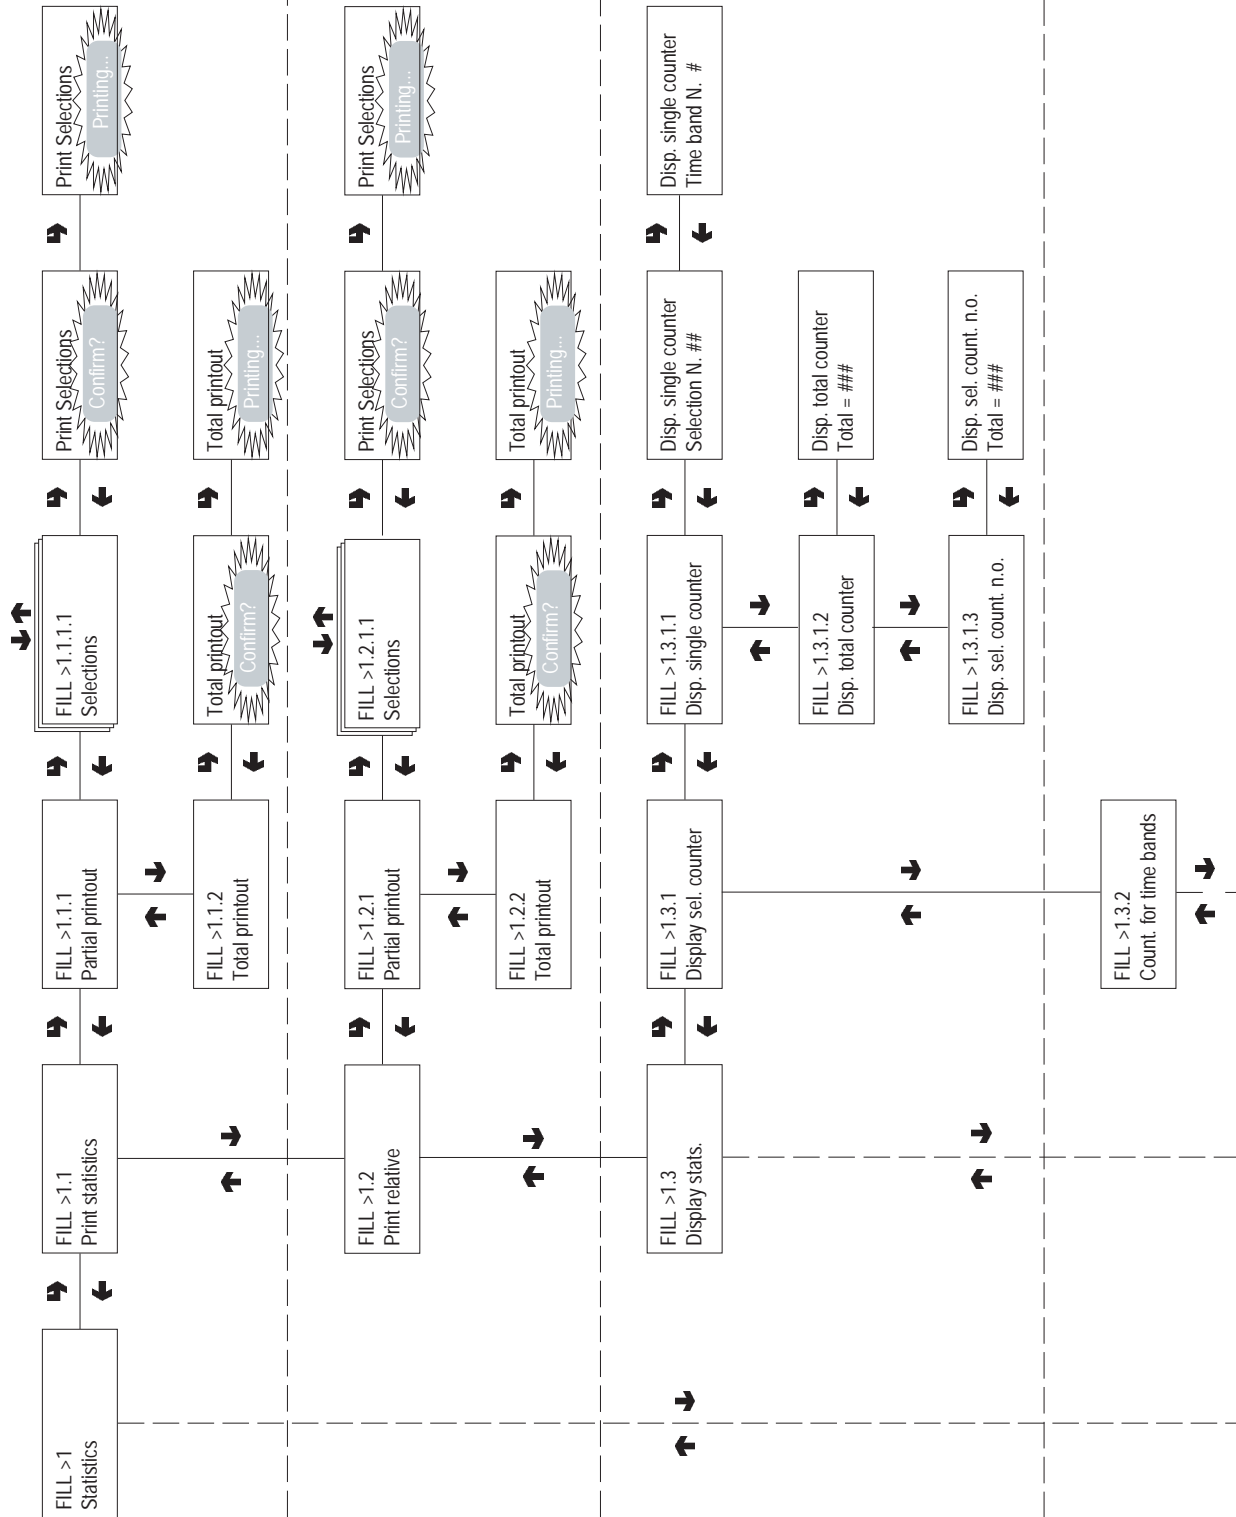 FILL >1
Statistics
FILL >1.1
Print statistics
FILL >1.1.1
Partial printout
FILL >1.1.1.1
Selections
Print Selections
Confirm?
Print Selections
Printing...
FILL >1.1.2
Total printout
Total printout
Confirm?
Total printout
Printing...
FILL >1.2
Print relative
FILL >1.2.1
Partial printout
FILL >1.2.1.1
Selections
Print Selections
Confirm?
Print Selections
Printing...
FILL >1.2.2
Total printout
Total printout
Confirm?
Total printout
Printing...
FILL >1.3
Display stats.
FILL >1.3.1
Display sel. counter
FILL >1.3.1.1
Disp. single counter
Disp. single counter
Selection N. ##
Disp. single counter
Time band N. #
FILL >1.3.1.2
Disp. total counter
Disp. total counter
Total = ###
FILL >1.3.1.3
Disp. sel. count. n.o.
Disp. sel. count. n.o.
Total = ###
FILL >1.3.2
Count. for time bands